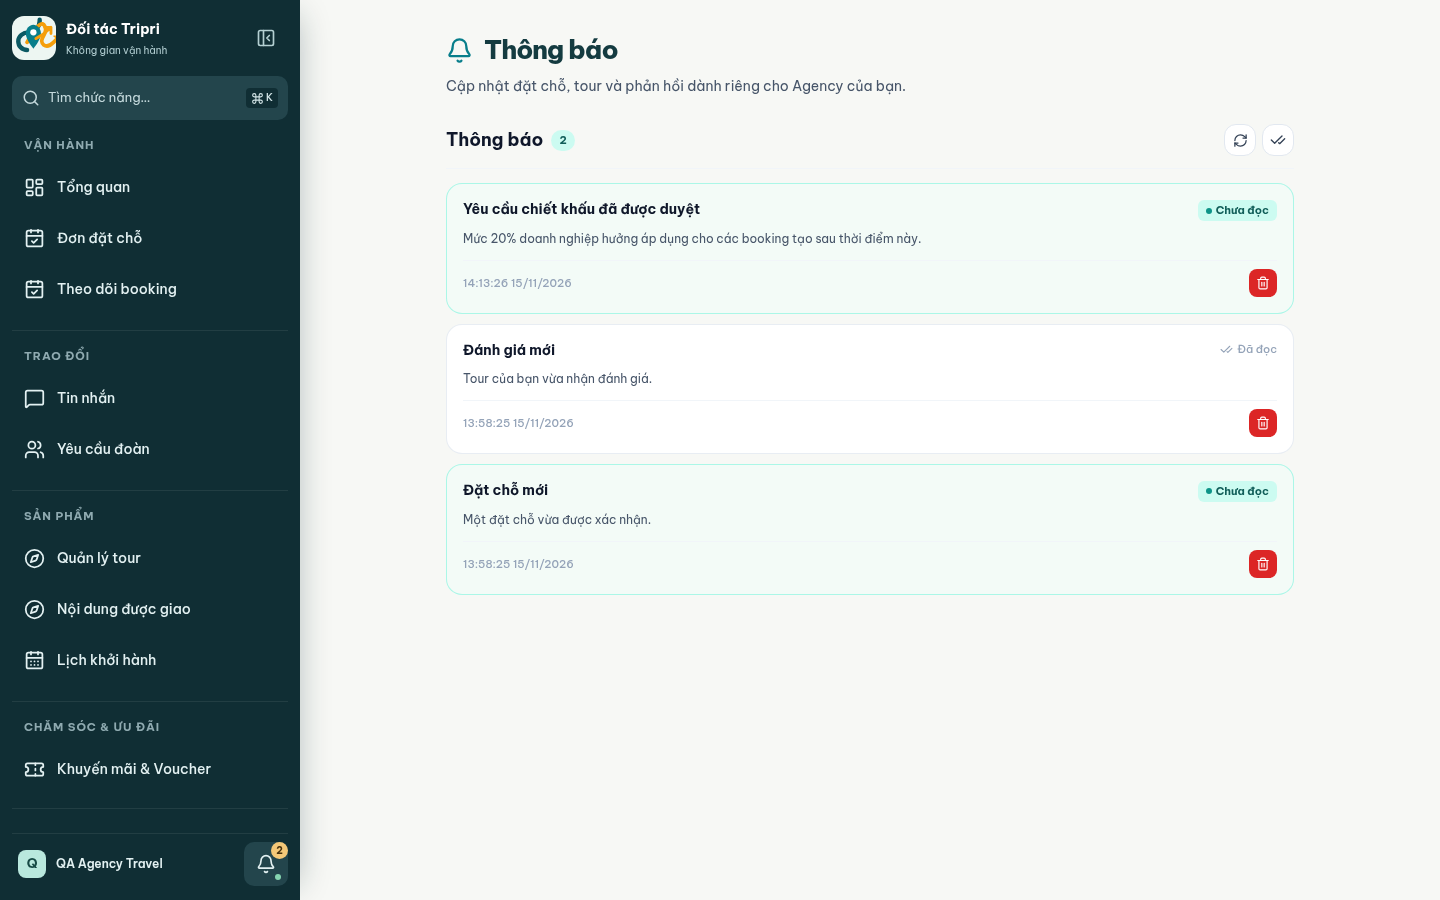 Đối tác Tripri
Không gian vận hành
Tìm chức năng...
⌘ K
VẬN HÀNH
Tổng quan
Đơn đặt chỗ
Theo dõi booking
TRAO ĐỔI
Tin nhắn
Yêu cầu đoàn
SẢN PHẨM
Quản lý tour
Nội dung được giao
Lịch khởi hành
CHĂM SÓC & ƯU ĐÃI
Khuyến mãi & Voucher
Q
QA Agency Travel
2
Thông báo
Cập nhật đặt chỗ, tour và phản hồi dành riêng cho Agency của bạn.
Thông báo 2
Yêu cầu chiết khấu đã được duyệt
Chưa đọc
Mức 20% doanh nghiệp hưởng áp dụng cho các booking tạo sau thời điểm này.
14:13:26 15/11/2026
Đánh giá mới
Đã đọc
Tour của bạn vừa nhận đánh giá.
13:58:25 15/11/2026
Đặt chỗ mới
Chưa đọc
Một đặt chỗ vừa được xác nhận.
13:58:25 15/11/2026